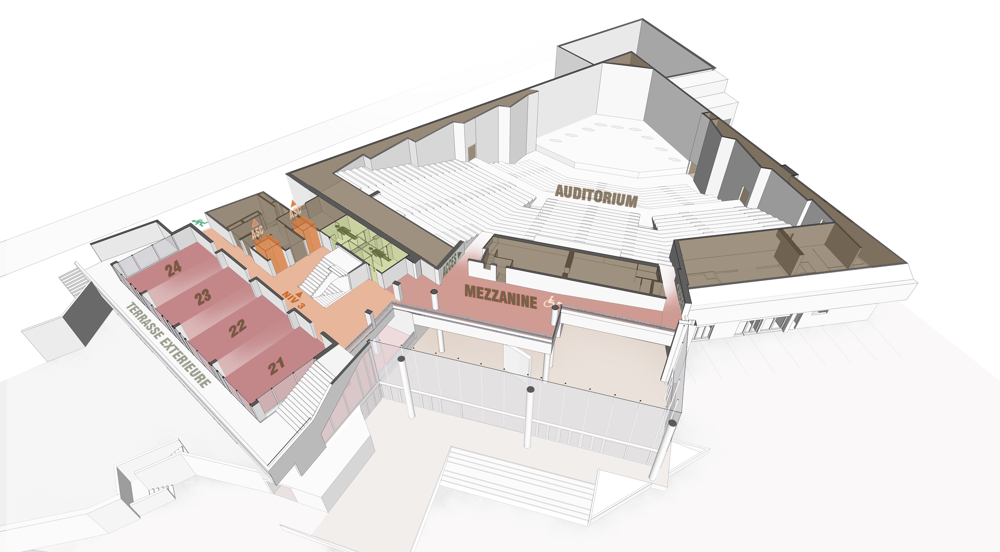 AUDITORIUM
ASC
ASC
ACCES
24
MEZZANINE
23
NIV 3
22
TERRASSE EXTERIEURE
21